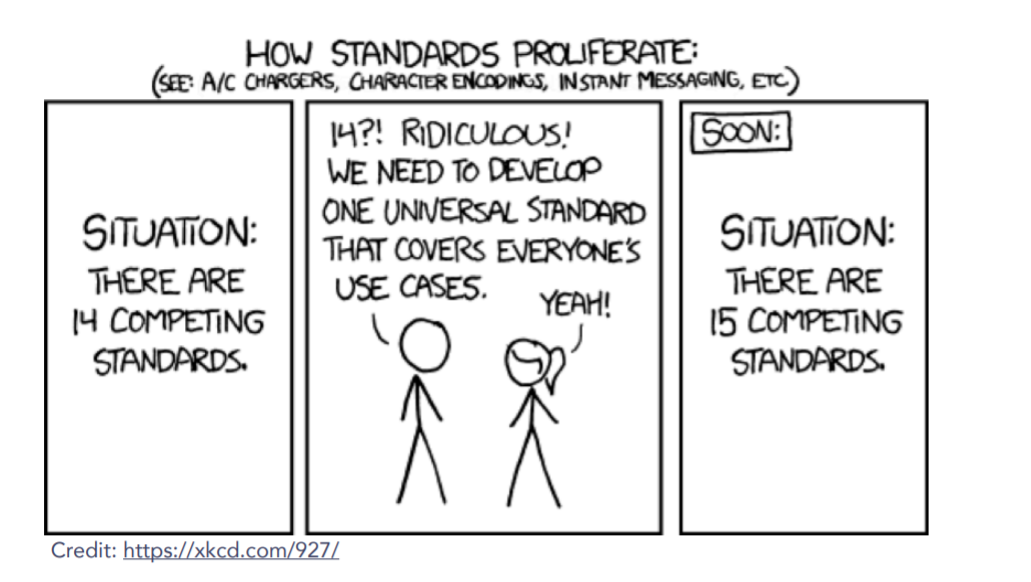 HOW STANDARDS PROLIFERATE:
(SEE: A/C CHARGERS, CHARACTER ENCODINGS, INSTANT MESSAGING, ETC.)
SITUATION:
THERE ARE
14 COMPETING
STANDARDS.
14?! RIDICULOUS!
WE NEED TO DEVELOP
ONE UNIVERSAL STANDARD
THAT COVERS EVERYONE'S
USE CASES.
YEAH!
SOON:
SITUATION:
THERE ARE
15 COMPETING
STANDARDS.
Credit: https://xkcd.com/927/